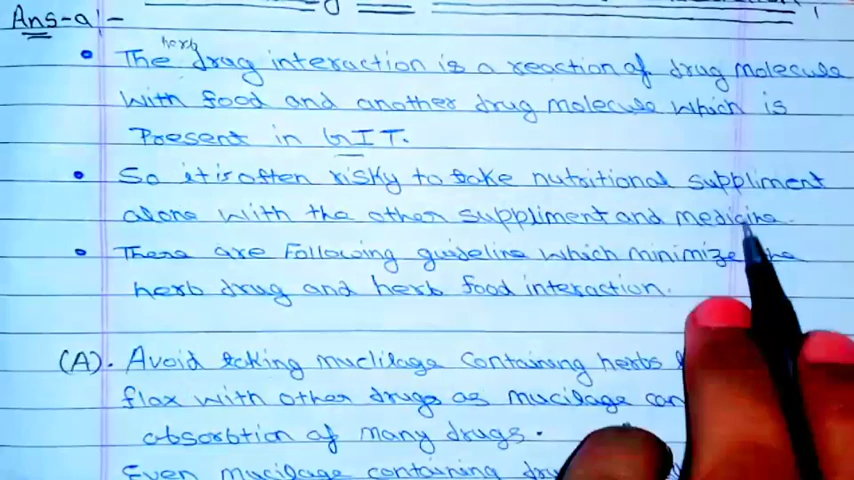 Ans-9:-
• The herb drug interaction is a reaction of drug molecule
with food and another drug molecule which is
Present in GIT.
• So it is often risky to take nutritional suppliment
alone with the other suppliment and medicine.
• There are Following guideline which minimize the
herb drug and herb food interaction.
(A). Avoid taking muclilage containing herbs
flax with other drugs as mucilage can
absorbtion of many drugs.
Even mucilage containing